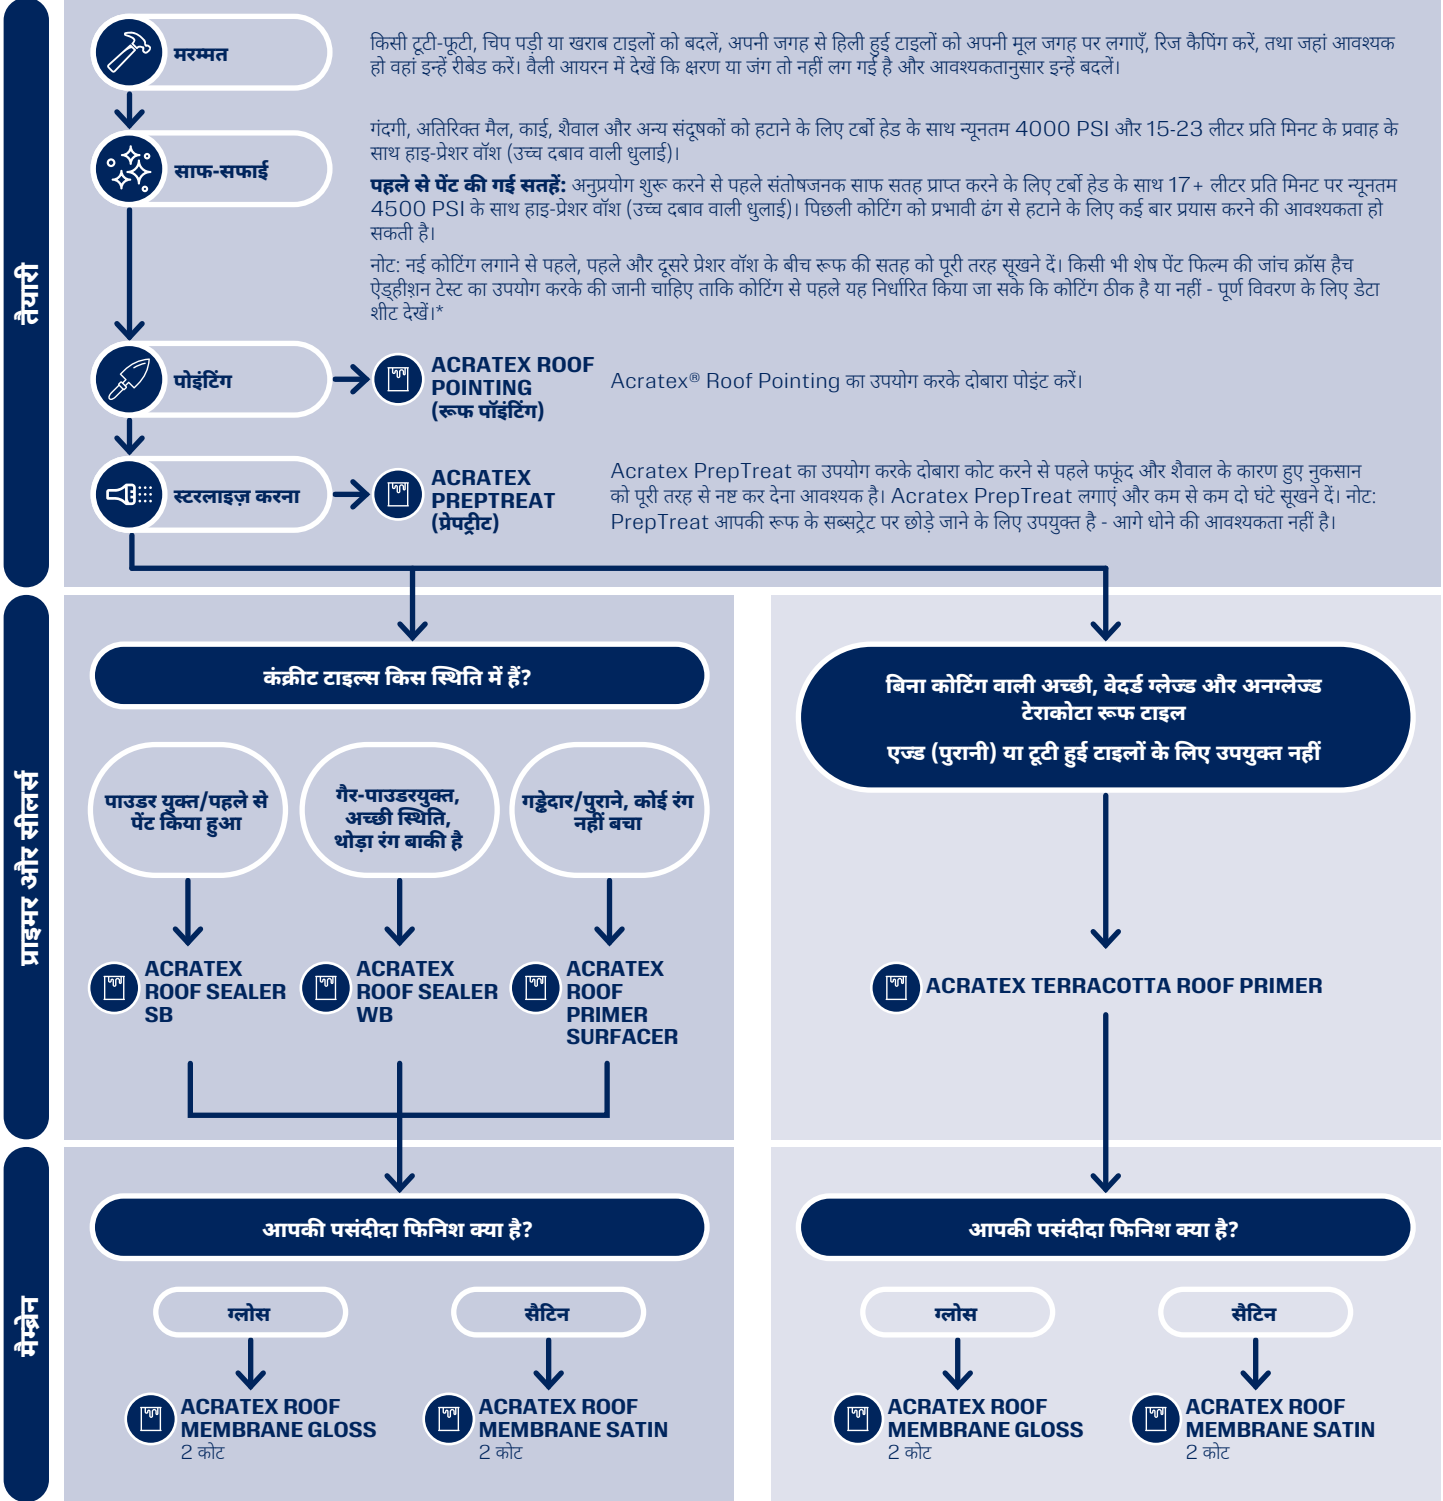 तैयारी
मरम्मत
किसी टूटी-फूटी, चिप पड़ी या खराब टाइलों को बदलें, अपनी जगह से हिली हुई टाइलों को अपनी मूल जगह पर लगाएँ, रिज कैपिंग करें, तथा जहां आवश्यक
हो वहां इन्हें रीबेड करें। वैली आयरन में देखें कि क्षरण या जंग तो नहीं लग गई है और आवश्यकतानुसार इन्हें बदलें।
साफ-सफाई
गंदगी, अतिरिक्त मैल, काई, शैवाल और अन्य संदूषकों को हटाने के लिए टर्बो हेड के साथ न्यूनतम 4000 PSI और 15-23 लीटर प्रति मिनट के प्रवाह के
साथ हाइ-प्रेशर वॉश (उच्च दबाव वाली धुलाई)।
पहले से पेंट की गई सतहें: अनुप्रयोग शुरू करने से पहले संतोषजनक साफ सतह प्राप्त करने के लिए टर्बो हेड के साथ 17+ लीटर प्रति मिनट पर न्यूनतम
4500 PSI के साथ हाइ-प्रेशर वॉश (उच्च दबाव वाली धुलाई)। पिछली कोटिंग को प्रभावी ढंग से हटाने के लिए कई बार प्रयास करने की आवश्यकता हो
सकती है।
नोट: नई कोटिंग लगाने से पहले, पहले और दूसरे प्रेशर वॉश के बीच रूफ की सतह को पूरी तरह सूखने दें। किसी भी शेष पेंट फिल्म की जांच क्रॉस हैच
ऐड्हीश़न टेस्ट का उपयोग करके की जानी चाहिए ताकि कोटिंग से पहले यह निर्धारित किया जा सके कि कोटिंग ठीक है या नहीं - पूर्ण विवरण के लिए डेटा
शीट देखें।*
पोइंटिंग
ACRATEX ROOF
POINTING
(रूफ पॉइंटिंग)
Acratex® Roof Pointing का उपयोग करके दोबारा पोइंट करें।
स्टरलाइज़ करना
ACRATEX
PREPTREAT
(प्रेपट्रीट)
Acratex PrepTreat का उपयोग करके दोबारा कोट करने से पहले फफूंद और शैवाल के कारण हुए नुकसान
को पूरी तरह से नष्ट कर देना आवश्यक है। Acratex PrepTreat लगाएं और कम से कम दो घंटे सूखने दें। नोट:
PrepTreat आपकी रूफ के सब्सट्रेट पर छोड़े जाने के लिए उपयुक्त है - आगे धोने की आवश्यकता नहीं है।
प्राइमर और सीलर्स
कंक्रीट टाइल्स किस स्थिति में हैं?
पाउडर युक्त/पहले से
पेंट किया हुआ
गैर-पाउडरयुक्त,
अच्छी स्थिति,
थोड़ा रंग बाकी है
गड्ढेदार/पुराने, कोई रंग
नहीं बचा
ACRATEX
ROOF SEALER
SB
ACRATEX
ROOF SEALER
WB
ACRATEX
ROOF
PRIMER
SURFACER
बिना कोटिंग वाली अच्छी, वेदर्ड ग्लेज्ड और अनग्लेज्ड
टेराकोटा रूफ टाइल
एज्ड (पुरानी) या टूटी हुई टाइलों के लिए उपयुक्त नहीं
ACRATEX TERRACOTTA ROOF PRIMER
मैम्ब्रेन
आपकी पसंदीदा फिनिश क्या है?
ग्लोस
सैटिन
ACRATEX ROOF
MEMBRANE GLOSS
2 कोट
ACRATEX ROOF
MEMBRANE SATIN
2 कोट
आपकी पसंदीदा फिनिश क्या है?
ग्लोस
सैटिन
ACRATEX ROOF
MEMBRANE GLOSS
2 कोट
ACRATEX ROOF
MEMBRANE SATIN
2 कोट